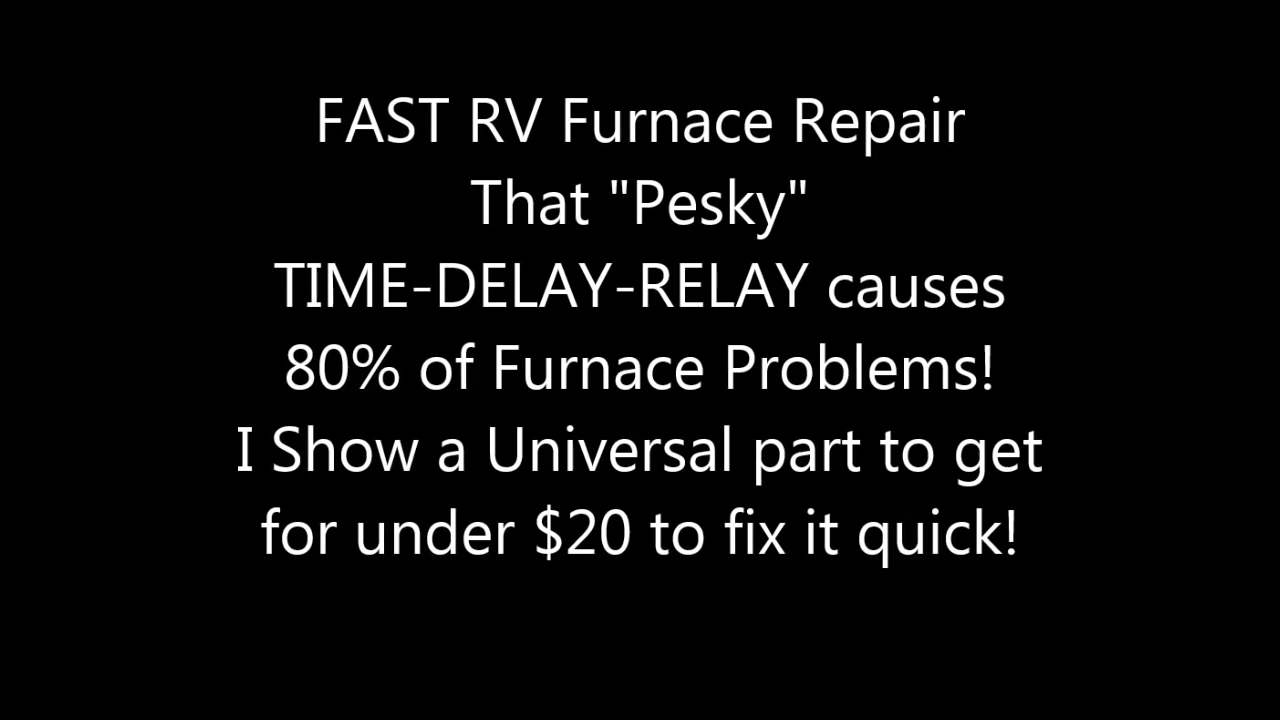 FAST RV Furnace Repair
That "Pesky"
TIME-DELAY-RELAY causes
80% of Furnace Problems!
I Show a Universal part to get
for under $20 to fix it quick!